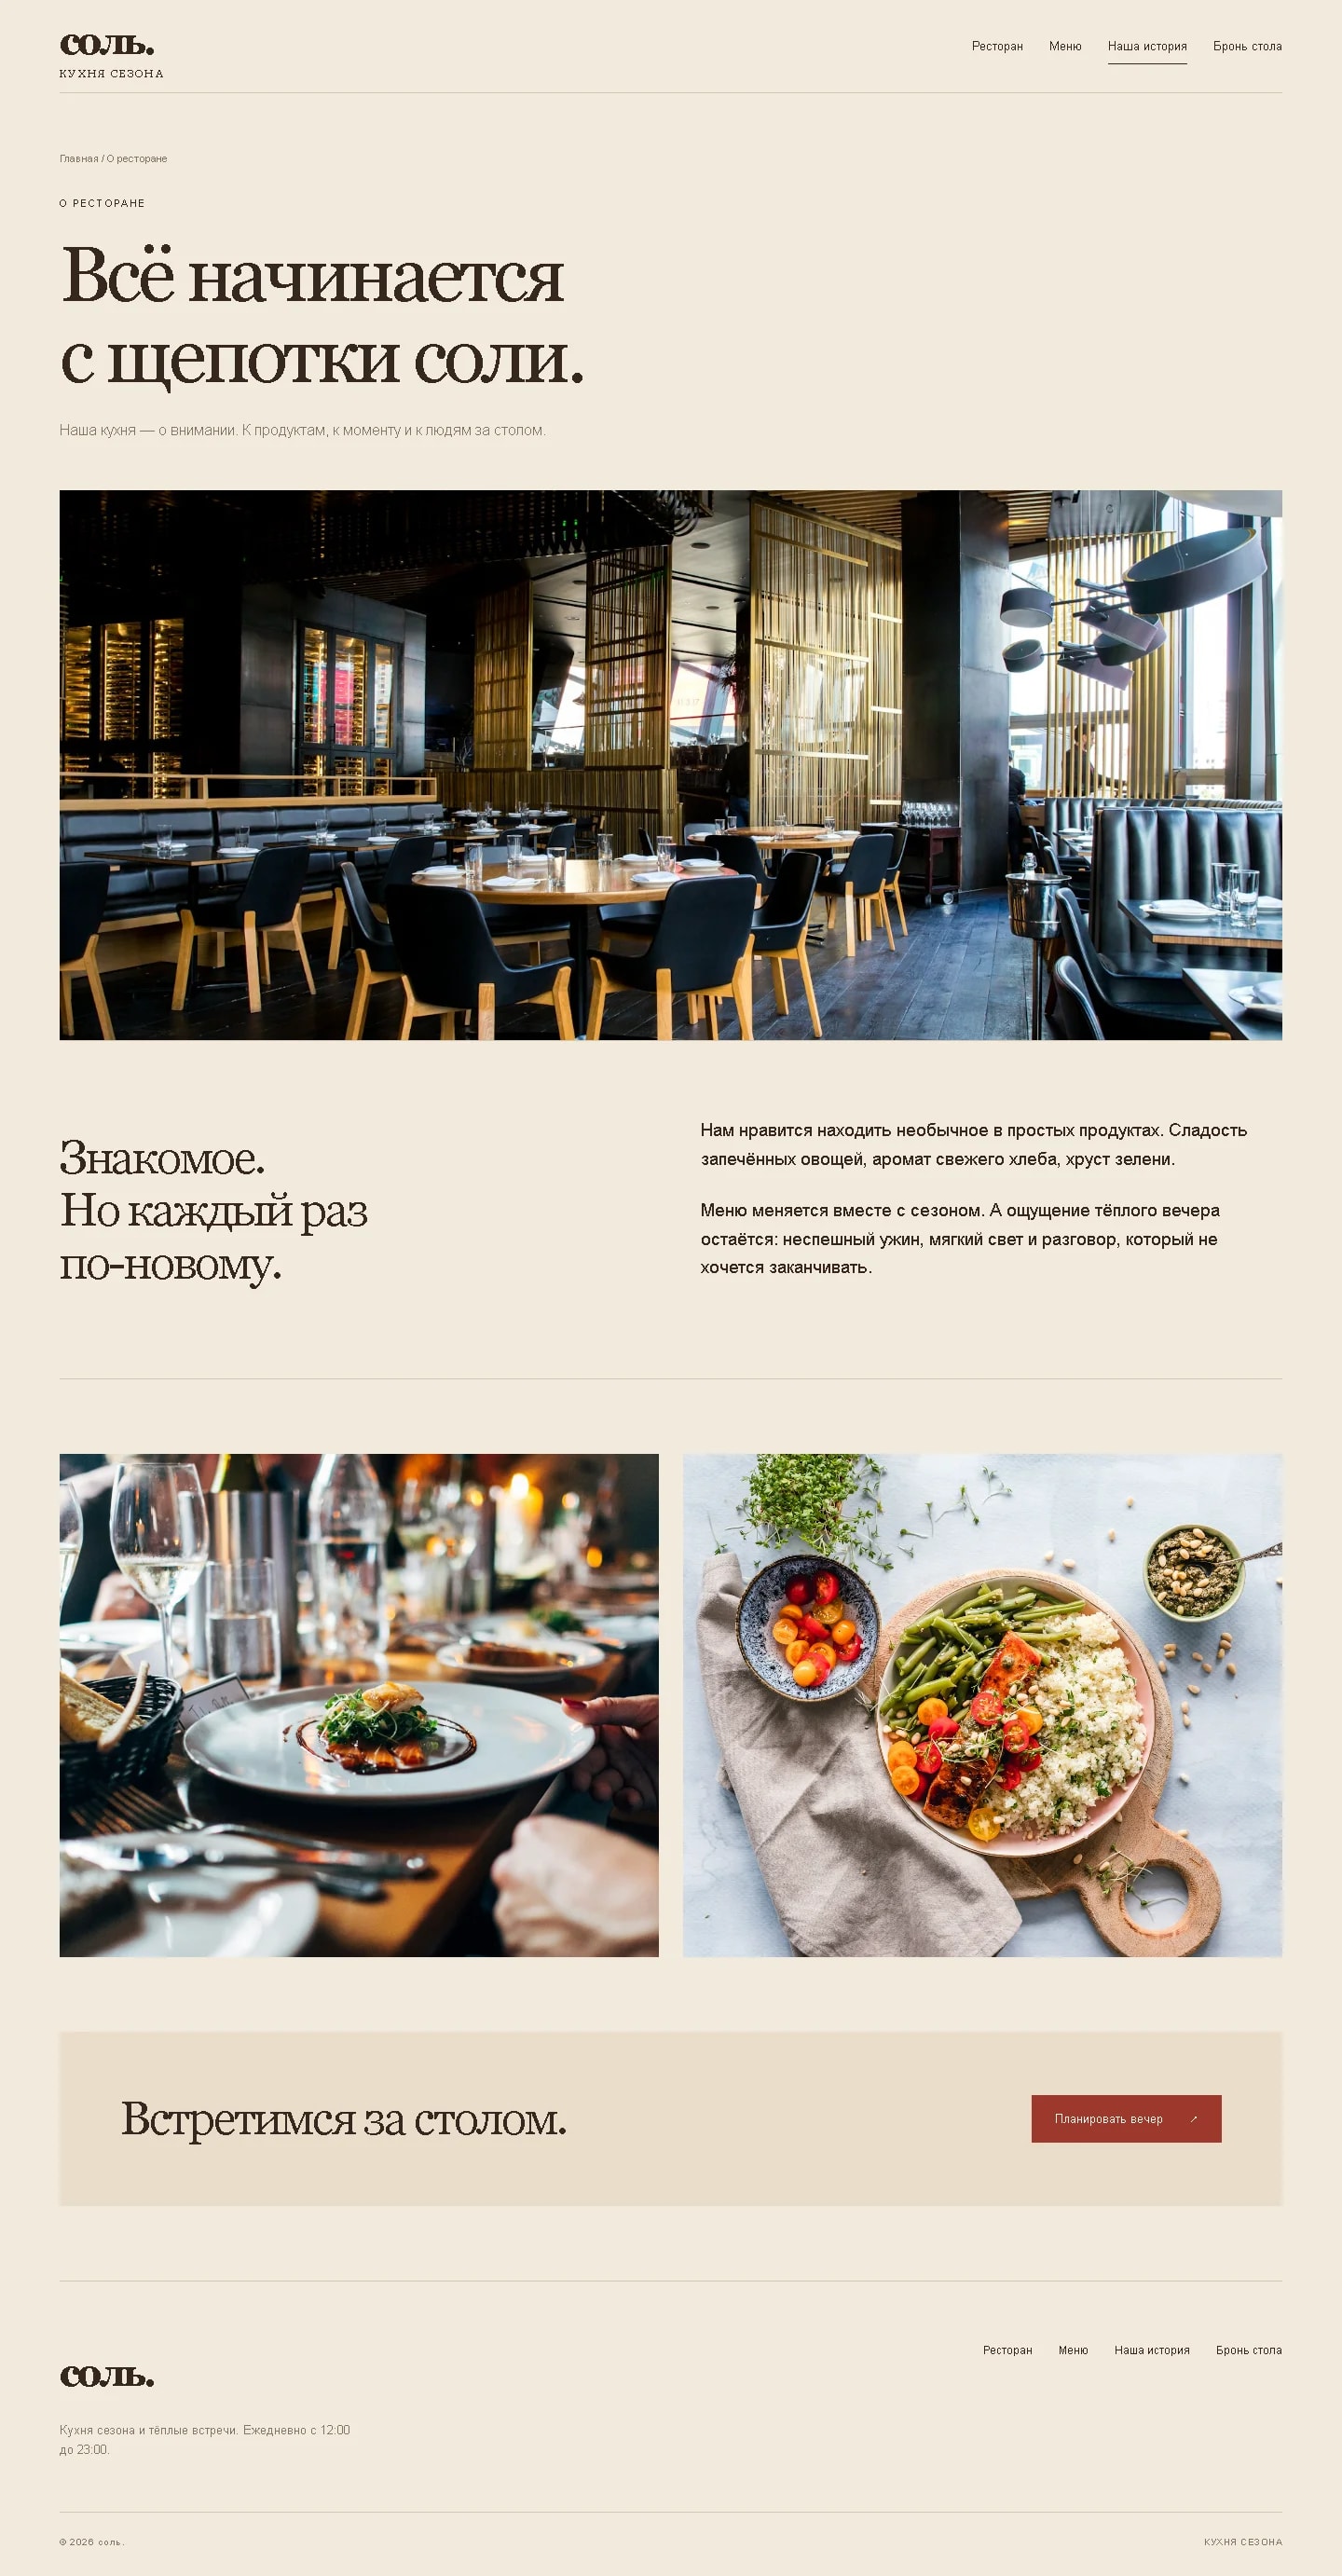 соль.
КУХНЯ СЕЗОНА
Ресторан Меню Наша история Бронь стола
Главная / О ресторане
О РЕСТОРАНЕ
Всё начинается
с щепотки соли.
Наша кухня — о внимании. К продуктам, к моменту и к людям за столом.
Знакомое.
Но каждый раз
по-новому.
Нам нравится находить необычное в простых продуктах. Сладость
запечённых овощей, аромат свежего хлеба, хруст зелени.
Меню меняется вместе с сезоном. А ощущение тёплого вечера
остаётся: неспешный ужин, мягкий свет и разговор, который не
хочется заканчивать.
Встретимся за столом.
Планировать вечер ↗
соль.
Ресторан Меню Наша история Бронь стола
Кухня сезона и тёплые встречи. Ежедневно с 12:00
до 23:00.
© 2026 соль.
КУХНЯ СЕЗОНА